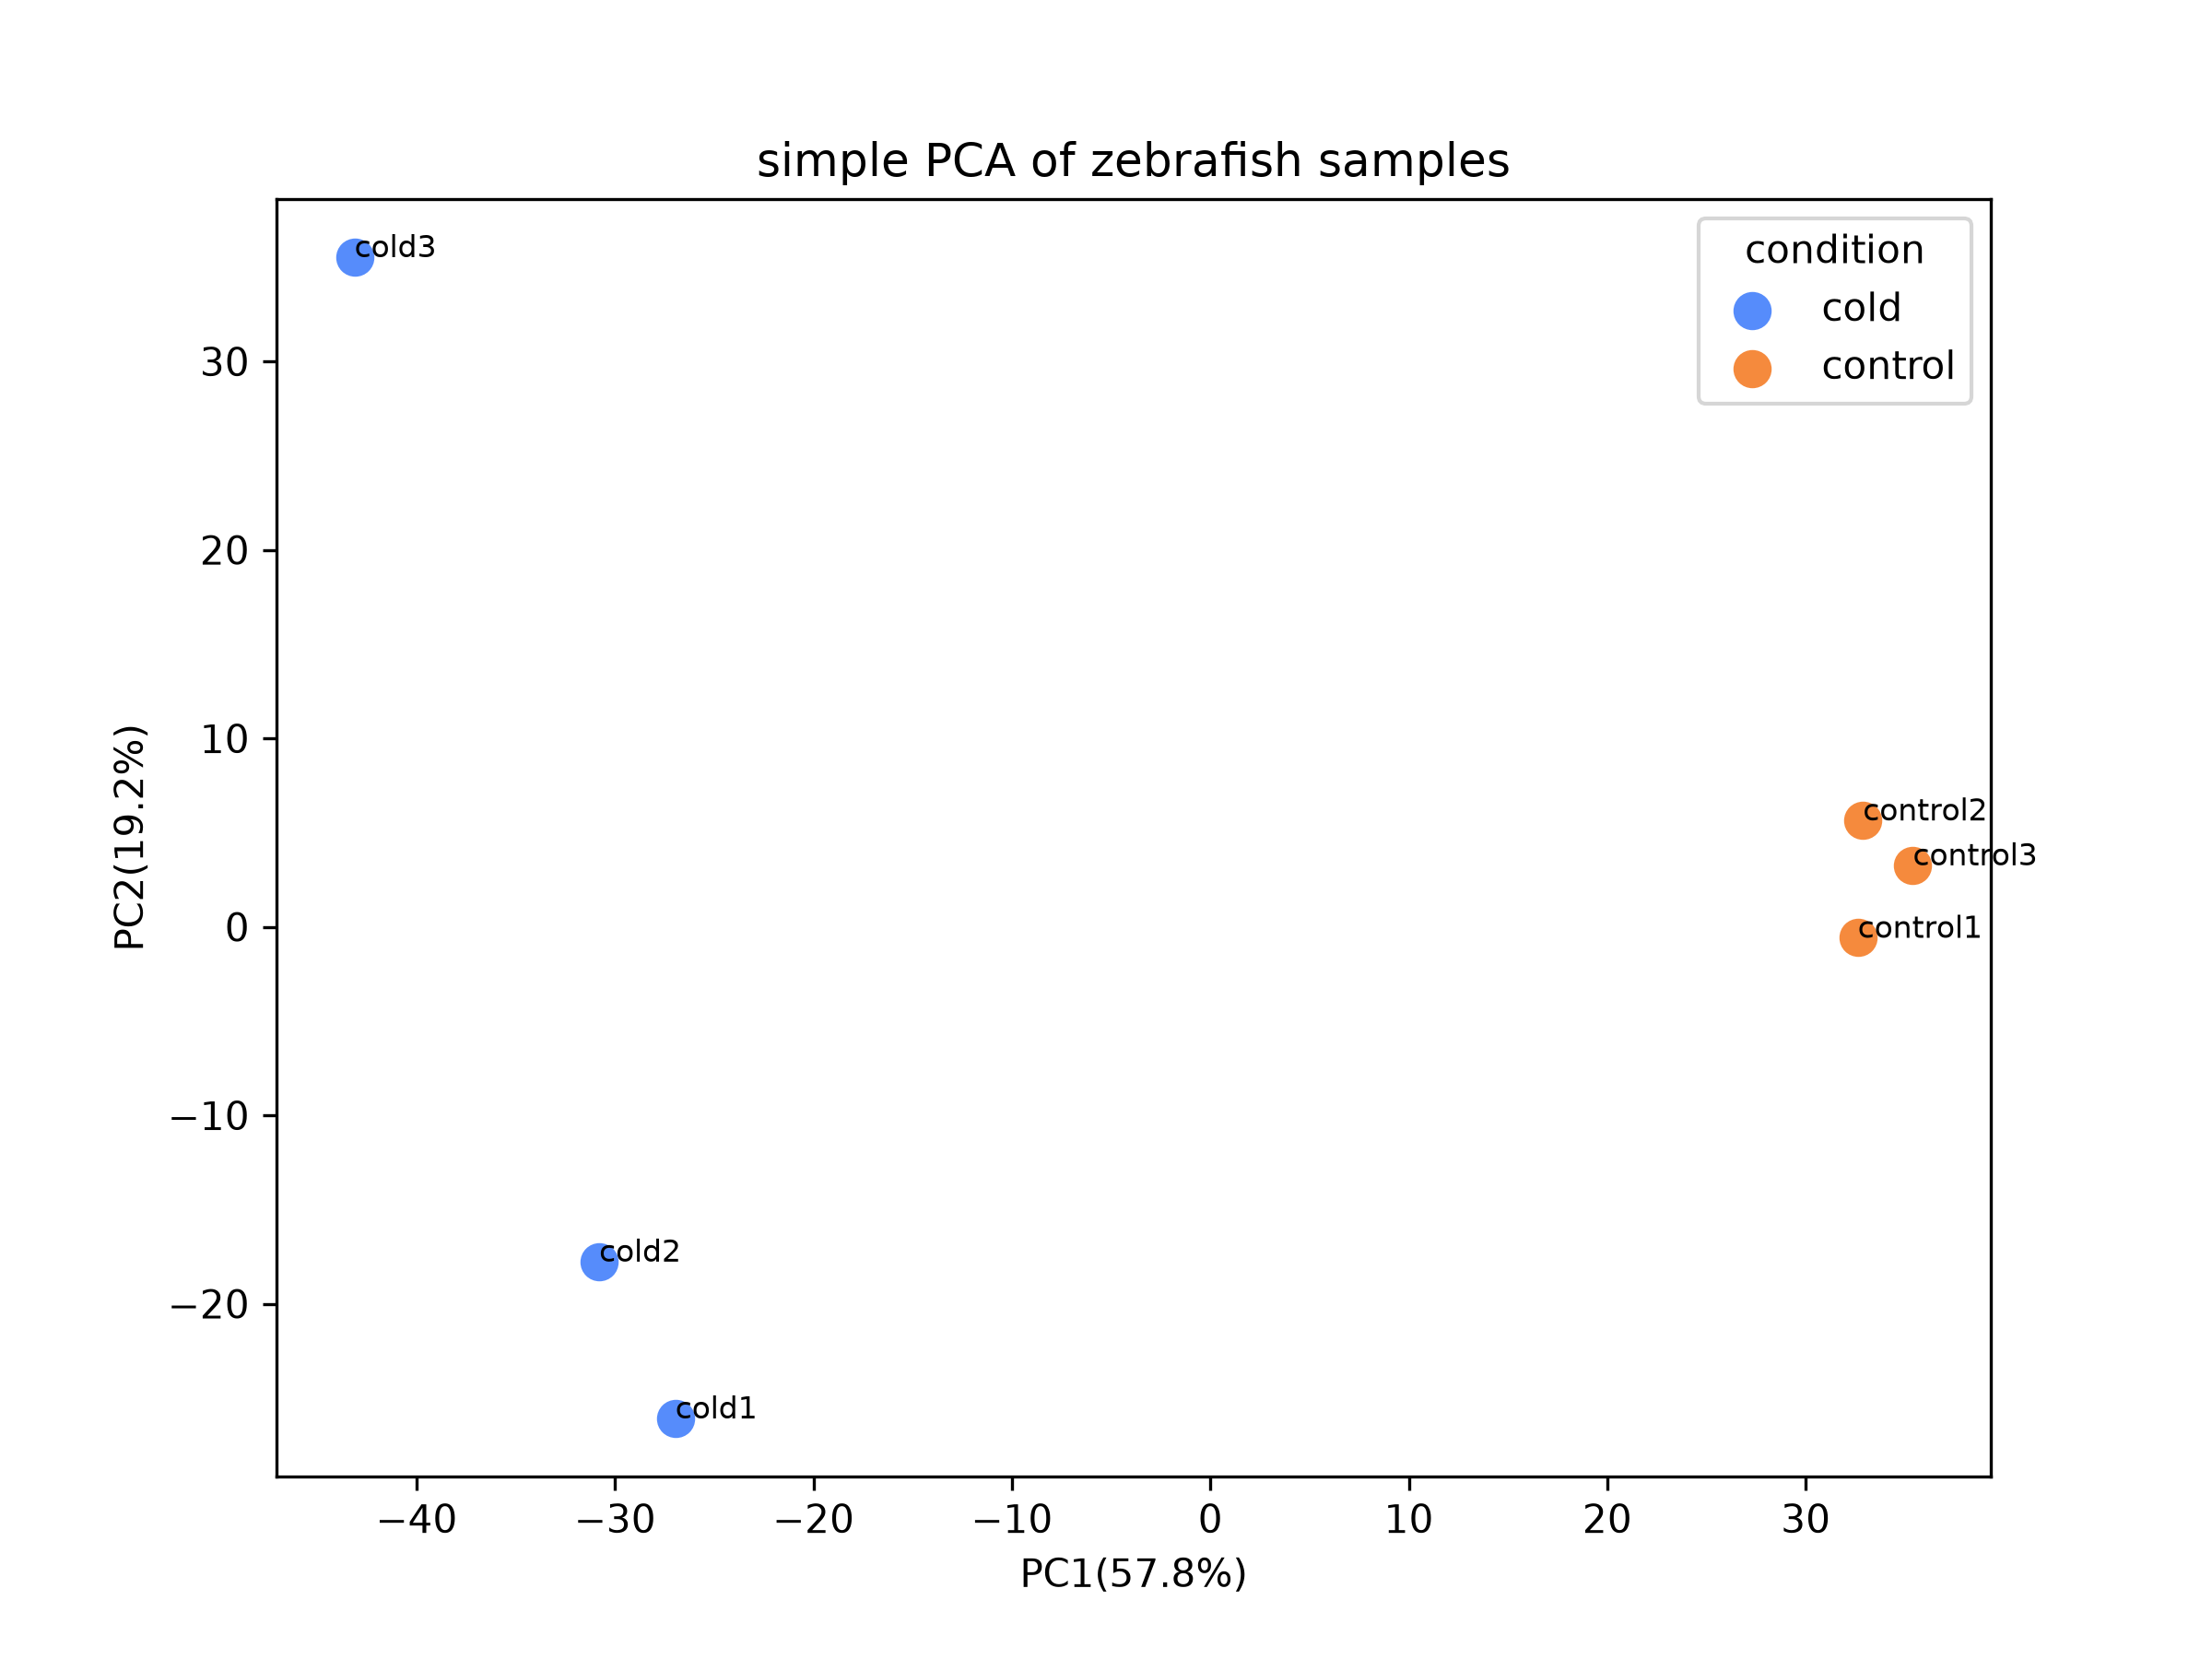 simple PCA of zebrafish samples
cold3
condition
cold
control
30
20
10
0
−10
−20
PC2(19.2%)
control2
control3
control1
cold2
cold1
−40 −30 −20 −10 0 10 20 30
PC1(57.8%)